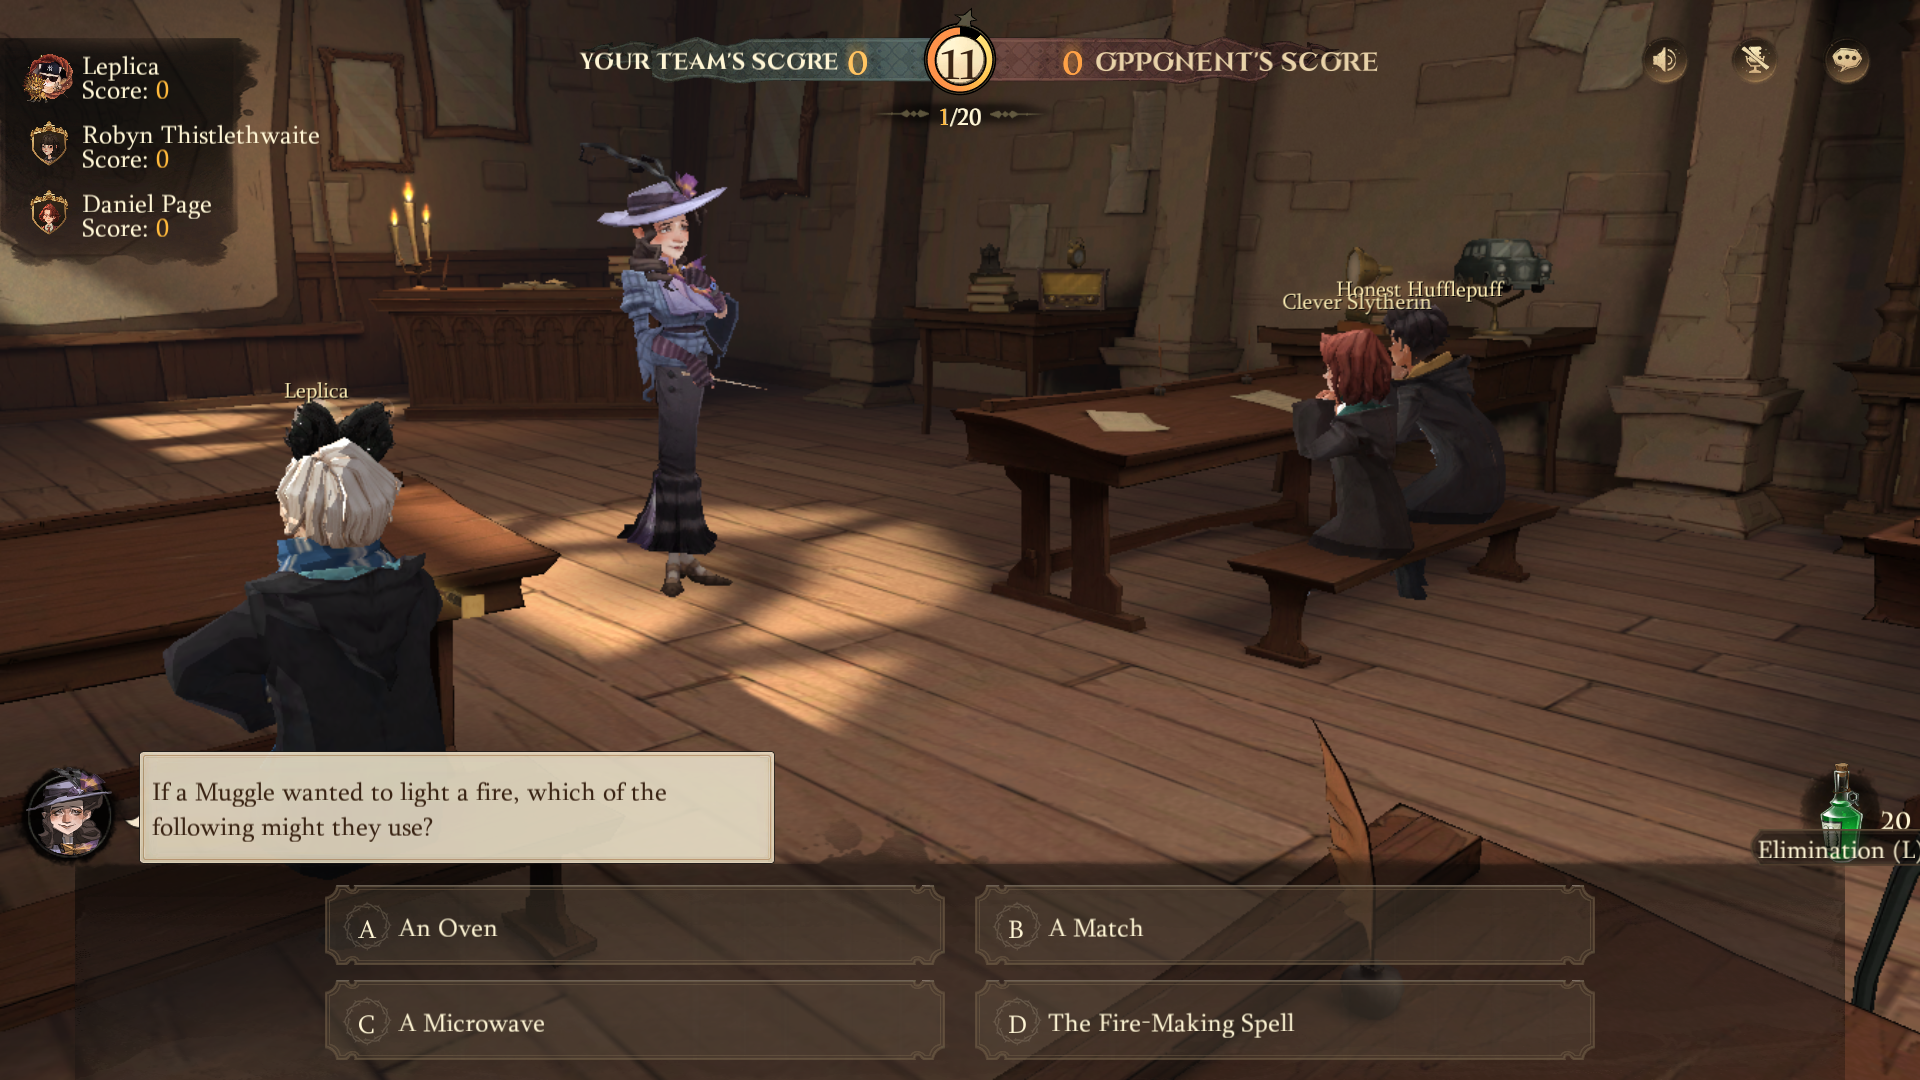 Leplica
Score: 0
Robyn Thistlethwaite
Score: 0
Daniel Page
Score: 0
YOUR TEAM'S SCORE 0
11
0 OPPONENT'S SCORE
1/20
Honest Hufflepuff
Clever Slytherin
Leplica
If a Muggle wanted to light a fire, which of the
following might they use?
20
Elimination (L)
A An Oven
B A Match
C A Microwave
D The Fire-Making Spell